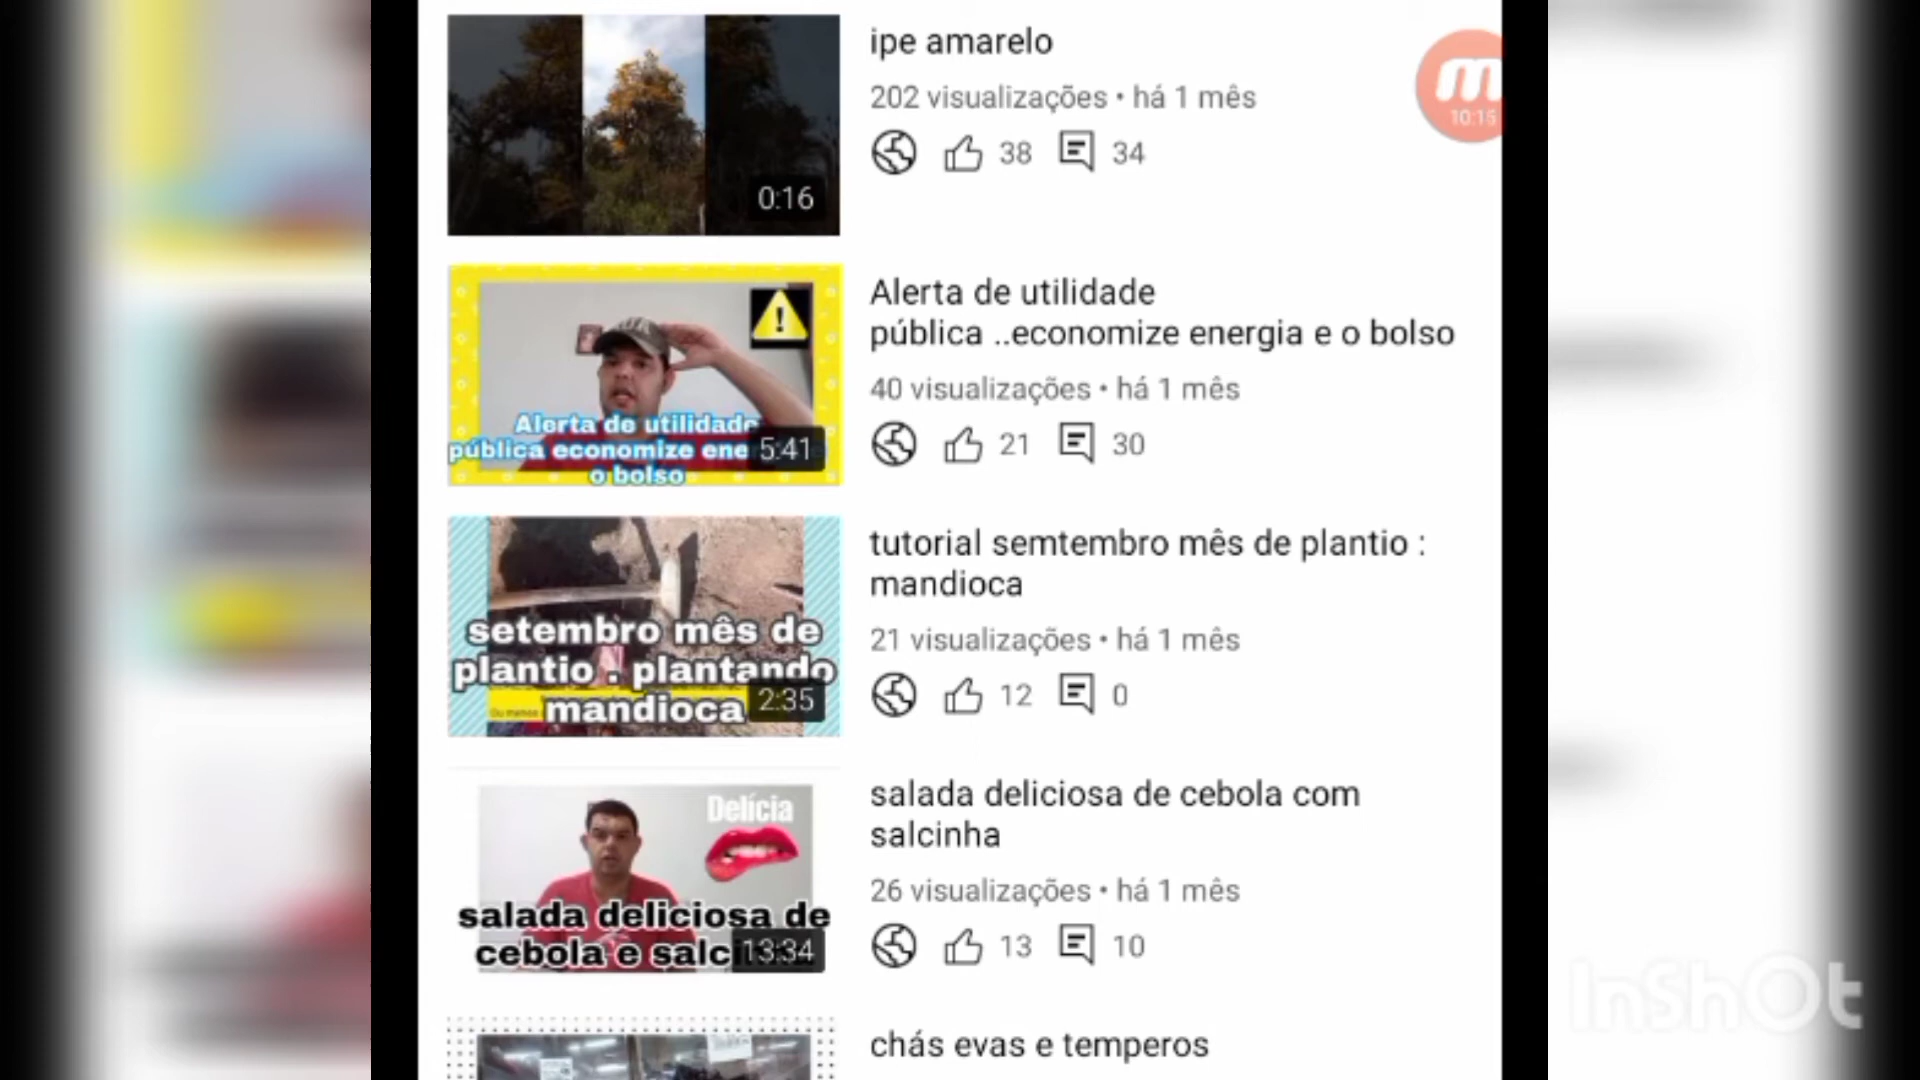 ipe amarelo
202 visualizações • há 1 mês
38 34
0:16
m
10:15
Alerta de utilidade
pública ..economize energia e o bolso
40 visualizações • há 1 mês
21 30
Alerta de utilidade
pública economize ene
o bolso
5:41
tutorial semtembro mês de plantio :
mandioca
21 visualizações • há 1 mês
12 0
setembro mês de
plantio : plantando
mandioca
2:35
salada deliciosa de cebola com
salcinha
26 visualizações • há 1 mês
13 10
Delícia
salada deliciosa de
cebola e salci
13:34
chás evas e temperos
InShOt